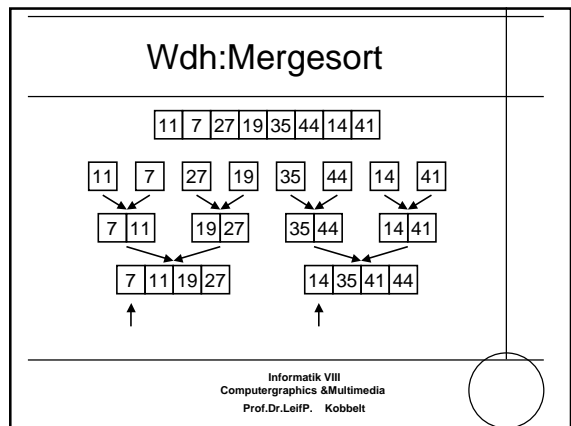 Wdh:Mergesort
11 7 27 19 35 44 14 41
11 7 27 19 35 44 14 41
7 11 19 27 35 44 14 41
7 11 19 27 14 35 41 44
Informatik VIII
Computergraphics &Multimedia
Prof.Dr.LeifP. Kobbelt